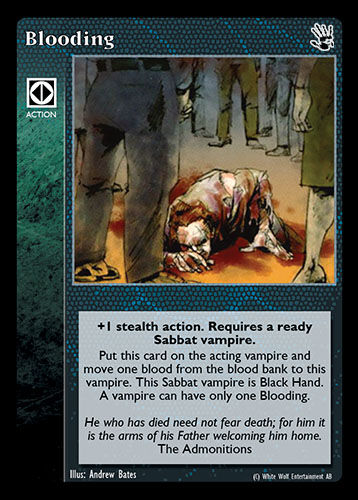 Blooding
ACTION
+1 stealth action. Requires a ready
Sabbat vampire.
Put this card on the acting vampire and
move one blood from the blood bank to this
vampire. This Sabbat vampire is Black Hand.
A vampire can have only one Blooding.
He who has died need not fear death; for him it
is the arms of his Father welcoming him home.
The Admonitions
Illus: Andrew Bates
(C) White Wolf Entertainment AB